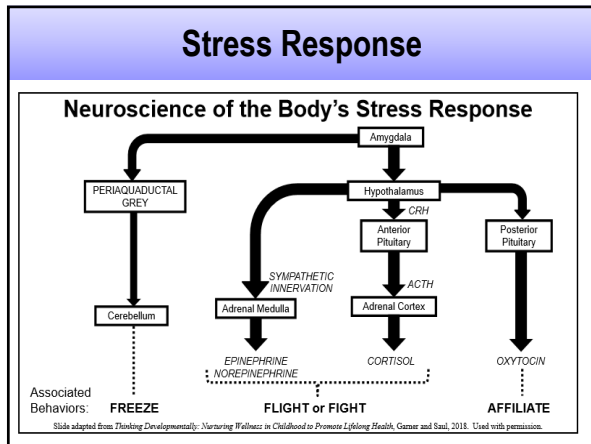 Stress Response
Neuroscience of the Body's Stress Response
Amygdala
PERIAQUADUCTAL
GREY
Hypothalamus
CRH
Anterior
Pituitary
Posterior
Pituitary
SYMPATHETIC
INNERVATION
ACTH
Cerebellum
Adrenal Medulla
Adrenal Cortex
EPINEPHRINE
NOREPINEPHRINE
CORTISOL
OXYTOCIN
Associated
Behaviors:
FREEZE
FLIGHT or FIGHT
AFFILIATE
Slide adapted from Thinking Developmentally: Nurturing Wellness in Childhood to Promote Lifelong Health, Garner and Saul, 2018. Used with permission.